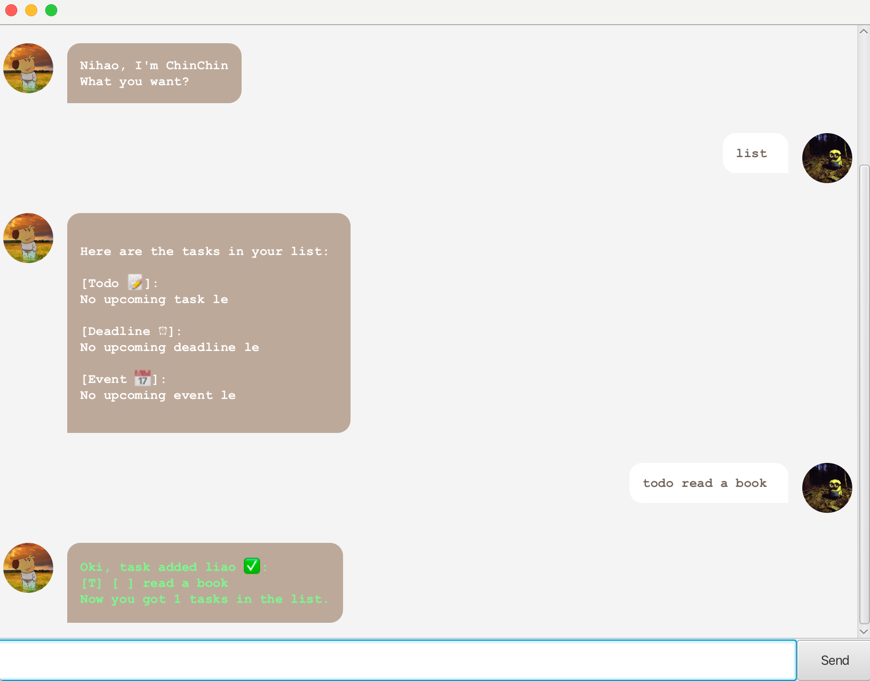 Nihao, I'm ChinChin
What you want?
list
Here are the tasks in your list:
[Todo 📝]:
No upcoming task le
[Deadline ⏰]:
No upcoming deadline le
[Event 📅]:
No upcoming event le
todo read a book
Oki, task added liao ✅:
[T] [ ] read a book
Now you got 1 tasks in the list.
Send